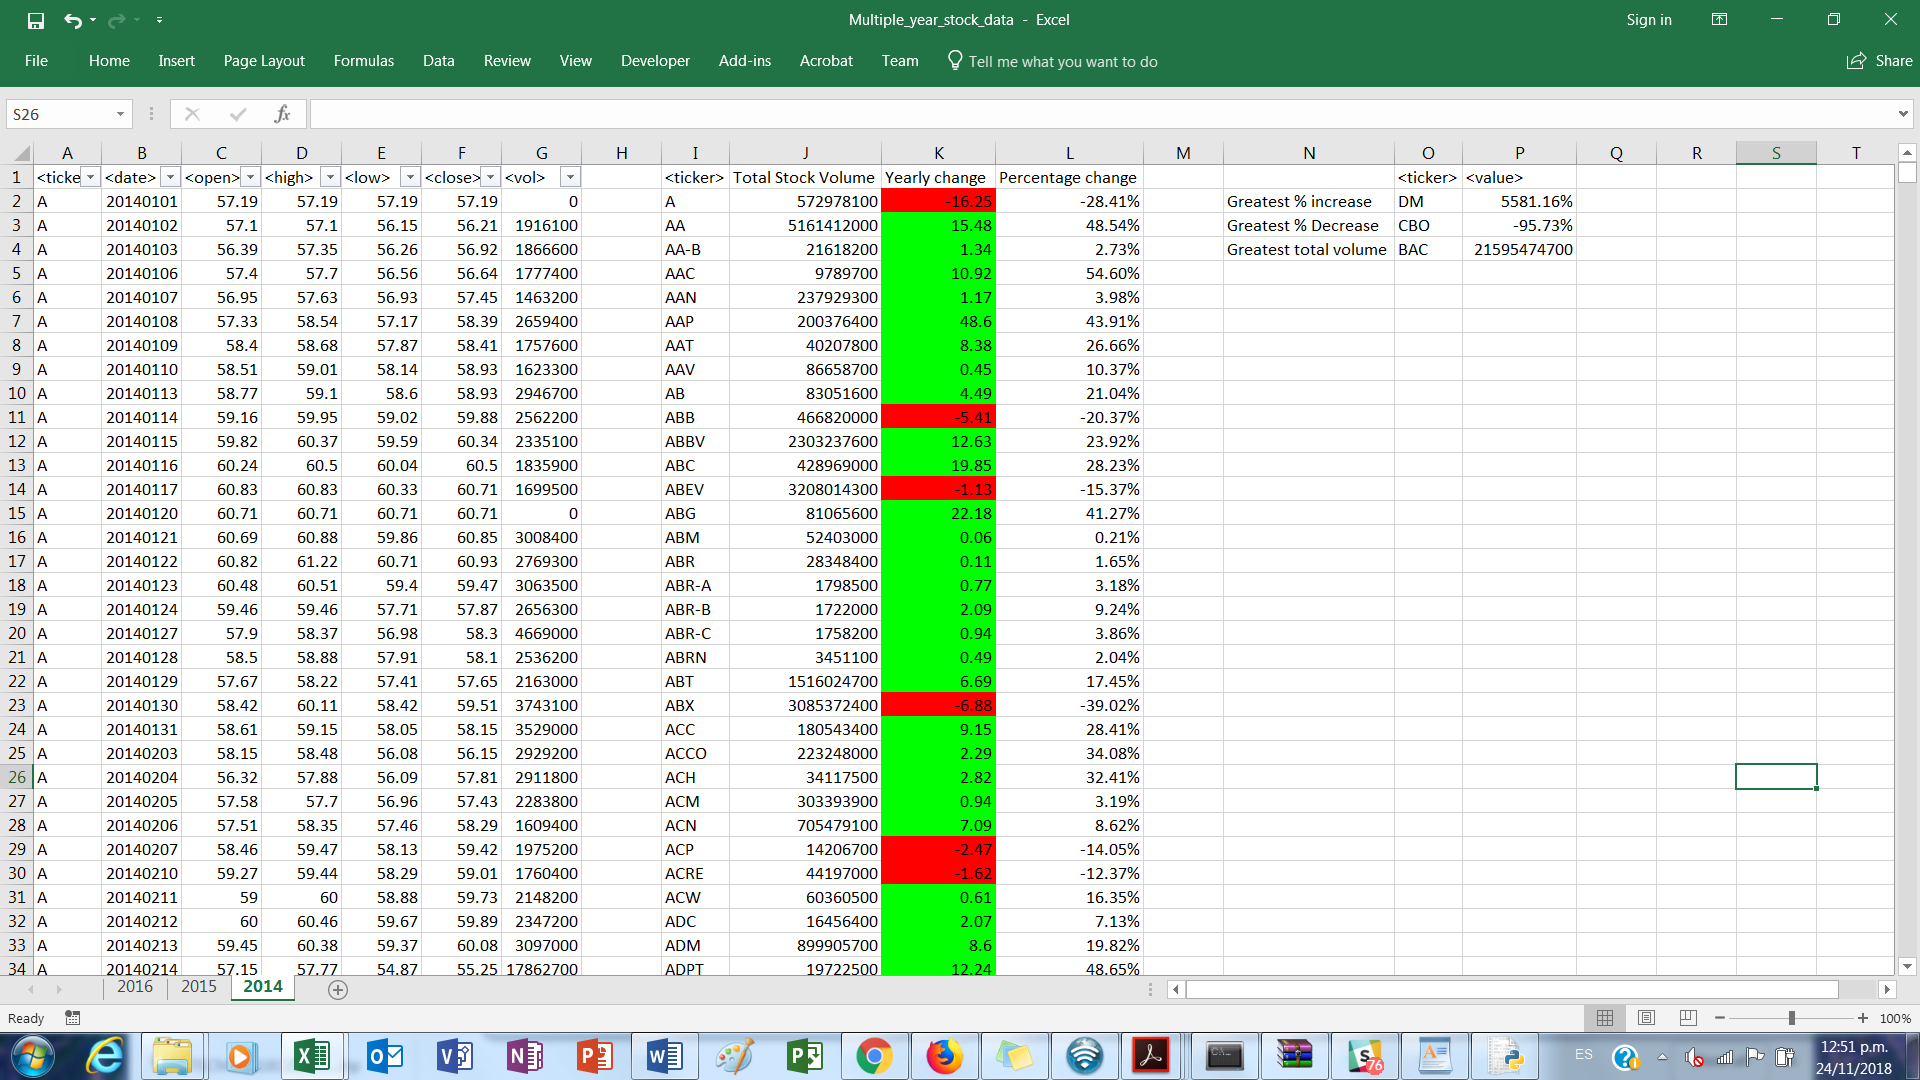 Multiple_year_stock_data - Excel
Sign in
File Home Insert Page Layout Formulas Data Review View Developer Add-ins Acrobat Team Tell me what you want to do Share
S26 fx
A B C D E F G H I J K L M N O P Q R S T
1 <ticke <date> <open> <high> <low> <close> <vol> <ticker> Total Stock Volume Yearly change Percentage change <ticker> <value>
2 A 20140101 57.19 57.19 57.19 57.19 0 A 572978100 -16.25 -28.41% Greatest % increase DM 5581.16%
3 A 20140102 57.1 57.1 56.15 56.21 1916100 AA 5161412000 15.48 48.54% Greatest % Decrease CBO -95.73%
4 A 20140103 56.39 57.35 56.26 56.92 1866600 AA-B 21618200 1.34 2.73% Greatest total volume BAC 21595474700
5 A 20140106 57.4 57.7 56.56 56.64 1777400 AAC 9789700 10.92 54.60%
6 A 20140107 56.95 57.63 56.93 57.45 1463200 AAN 237929300 1.17 3.98%
7 A 20140108 57.33 58.54 57.17 58.39 2659400 AAP 200376400 48.6 43.91%
8 A 20140109 58.4 58.68 57.87 58.41 1757600 AAT 40207800 8.38 26.66%
9 A 20140110 58.51 59.01 58.14 58.93 1623300 AAV 86658700 0.45 10.37%
10 A 20140113 58.77 59.1 58.6 58.93 2946700 AB 83051600 4.49 21.04%
11 A 20140114 59.16 59.95 59.02 59.88 2562200 ABB 466820000 -5.41 -20.37%
12 A 20140115 59.82 60.37 59.59 60.34 2335100 ABBV 2303237600 12.63 23.92%
13 A 20140116 60.24 60.5 60.04 60.5 1835900 ABC 428969000 19.85 28.23%
14 A 20140117 60.83 60.83 60.33 60.71 1699500 ABEV 3208014300 -1.13 -15.37%
15 A 20140120 60.71 60.71 60.71 60.71 0 ABG 81065600 22.18 41.27%
16 A 20140121 60.69 60.88 59.86 60.85 3008400 ABM 52403000 0.06 0.21%
17 A 20140122 60.82 61.22 60.71 60.93 2769300 ABR 28348400 0.11 1.65%
18 A 20140123 60.48 60.51 59.4 59.47 3063500 ABR-A 1798500 0.77 3.18%
19 A 20140124 59.46 59.46 57.71 57.87 2656300 ABR-B 1722000 2.09 9.24%
20 A 20140127 57.9 58.37 56.98 58.3 4669000 ABR-C 1758200 0.94 3.86%
21 A 20140128 58.5 58.88 57.91 58.1 2536200 ABRN 3451100 0.49 2.04%
22 A 20140129 57.67 58.22 57.41 57.65 2163000 ABT 1516024700 6.69 17.45%
23 A 20140130 58.42 60.11 58.42 59.51 3743100 ABX 3085372400 -6.88 -39.02%
24 A 20140131 58.61 59.15 58.05 58.15 3529000 ACC 180543400 9.15 28.41%
25 A 20140203 58.15 58.48 56.08 56.15 2929200 ACCO 223248000 2.29 34.08%
26 A 20140204 56.32 57.88 56.09 57.81 2911800 ACH 34117500 2.82 32.41%
27 A 20140205 57.58 57.7 56.96 57.43 2283800 ACM 303393900 0.94 3.19%
28 A 20140206 57.51 58.35 57.46 58.29 1609400 ACN 705479100 7.09 8.62%
29 A 20140207 58.46 59.47 58.13 59.42 1975200 ACP 14206700 -2.47 -14.05%
30 A 20140210 59.27 59.44 58.29 59.01 1760400 ACRE 44197000 -1.62 -12.37%
31 A 20140211 59 60 58.88 59.73 2148200 ACW 60360500 0.61 16.35%
32 A 20140212 60 60.46 59.67 59.89 2347200 ADC 16456400 2.07 7.13%
33 A 20140213 59.45 60.38 59.37 60.08 3097000 ADM 899905700 8.6 19.82%
34 A 20140214 57.15 57.77 54.87 55.25 17862700 ADPT 19722500 12.24 48.65%
2016 2015 2014
Ready 100%
ES 12:51 p.m.
24/11/2018
76